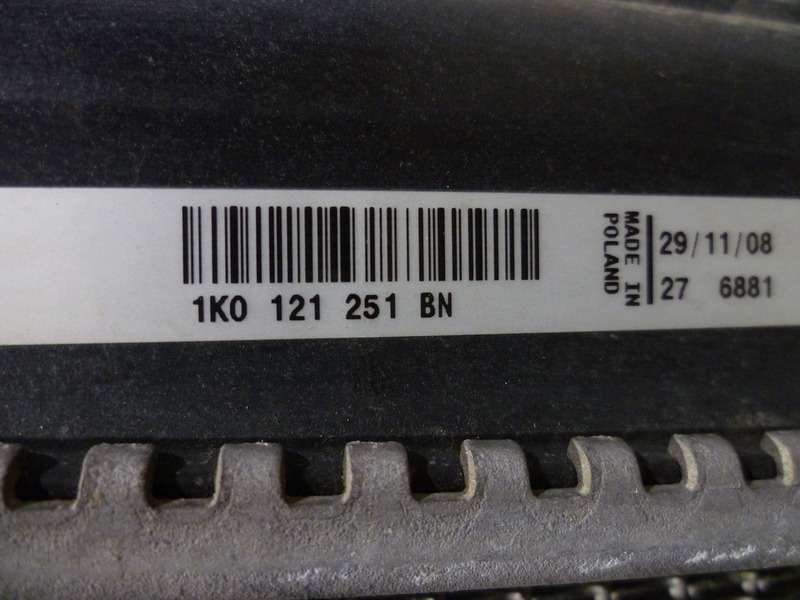 1K0 121 251 BN
MADE IN
POLAND
29/11/08
27 6881